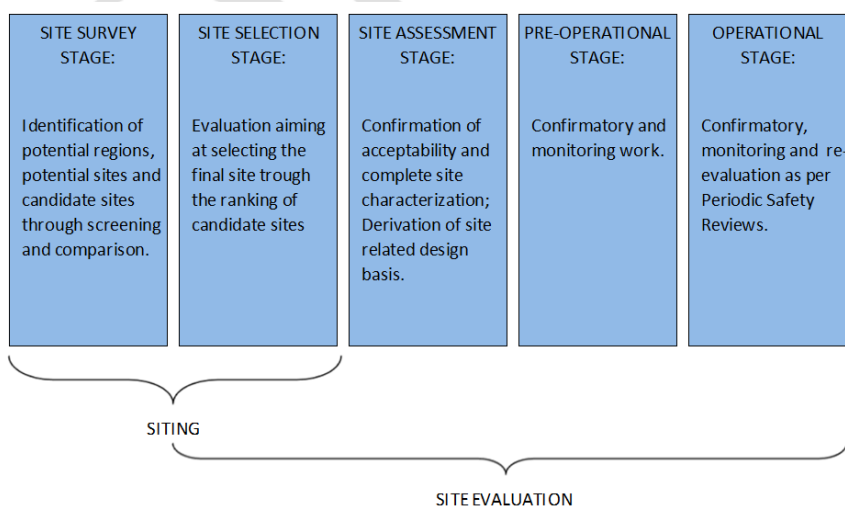 SITE SURVEY
STAGE:
Identification of
potential regions,
potential sites and
candidate sites
through screening
and comparison.
SITE SELECTION
STAGE:
Evaluation aiming
at selecting the
final site trough
the ranking of
candidate sites
SITE ASSESSMENT
STAGE:
Confirmation of
acceptability and
complete site
characterization;
Derivation of site
related design
basis.
PRE-OPERATIONAL
STAGE:
Confirmatory and
monitoring work.
OPERATIONAL
STAGE:
Confirmatory,
monitoring and re-
evaluation as per
Periodic Safety
Reviews.
SITING
SITE EVALUATION